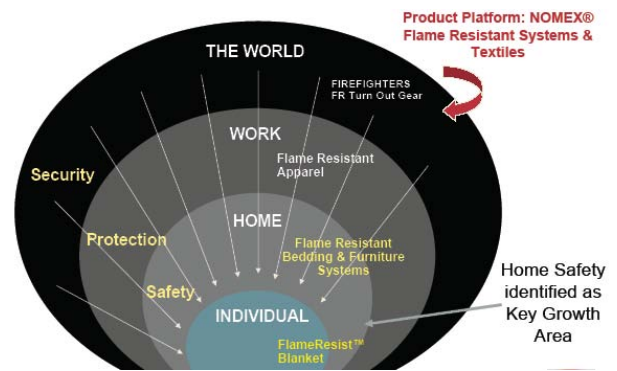 Product Platform: NOMEX®
Flame Resistant Systems &
Textiles
THE WORLD
FIREFIGHTERS
FR Turn Out Gear
WORK
Flame Resistant
Apparel
Security
HOME
Protection
Flame Resistant
Bedding & Furniture
Systems
Home Safety
identified as
Key Growth
Area
Safety
INDIVIDUAL
FlameResist™
Blanket